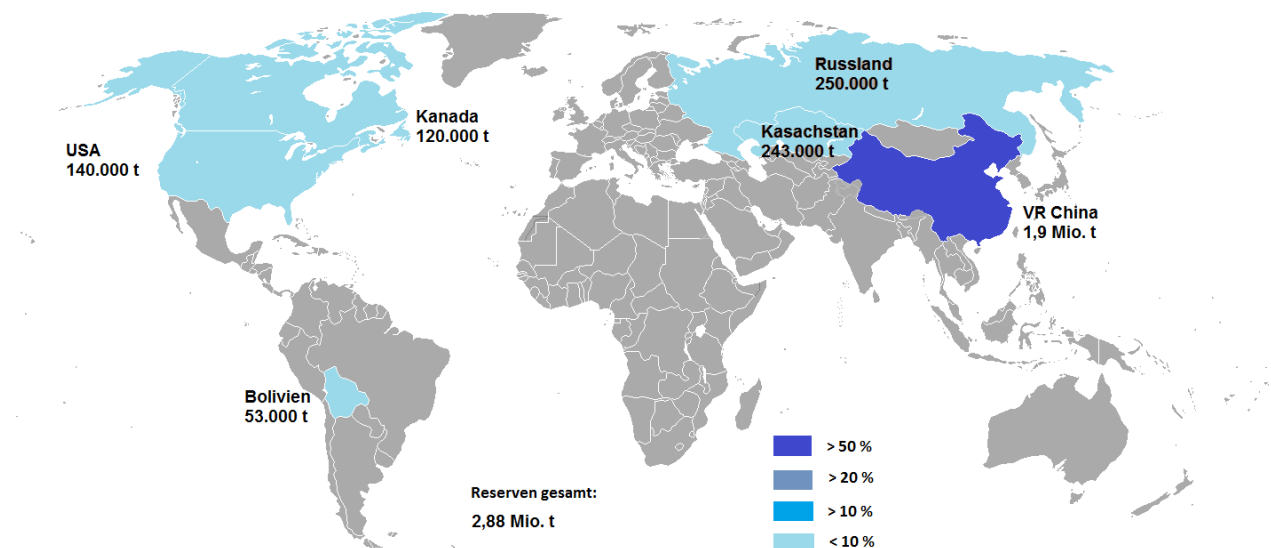 Russland
250.000 t
Kanada
120.000 t
Kasachstan
243.000 t
USA
140.000 t
VR China
1,9 Mio. t
Bolivien
53.000 t
> 50 %
> 20 %
Reserven gesamt:
> 10 %
2,88 Mio. t
< 10 %